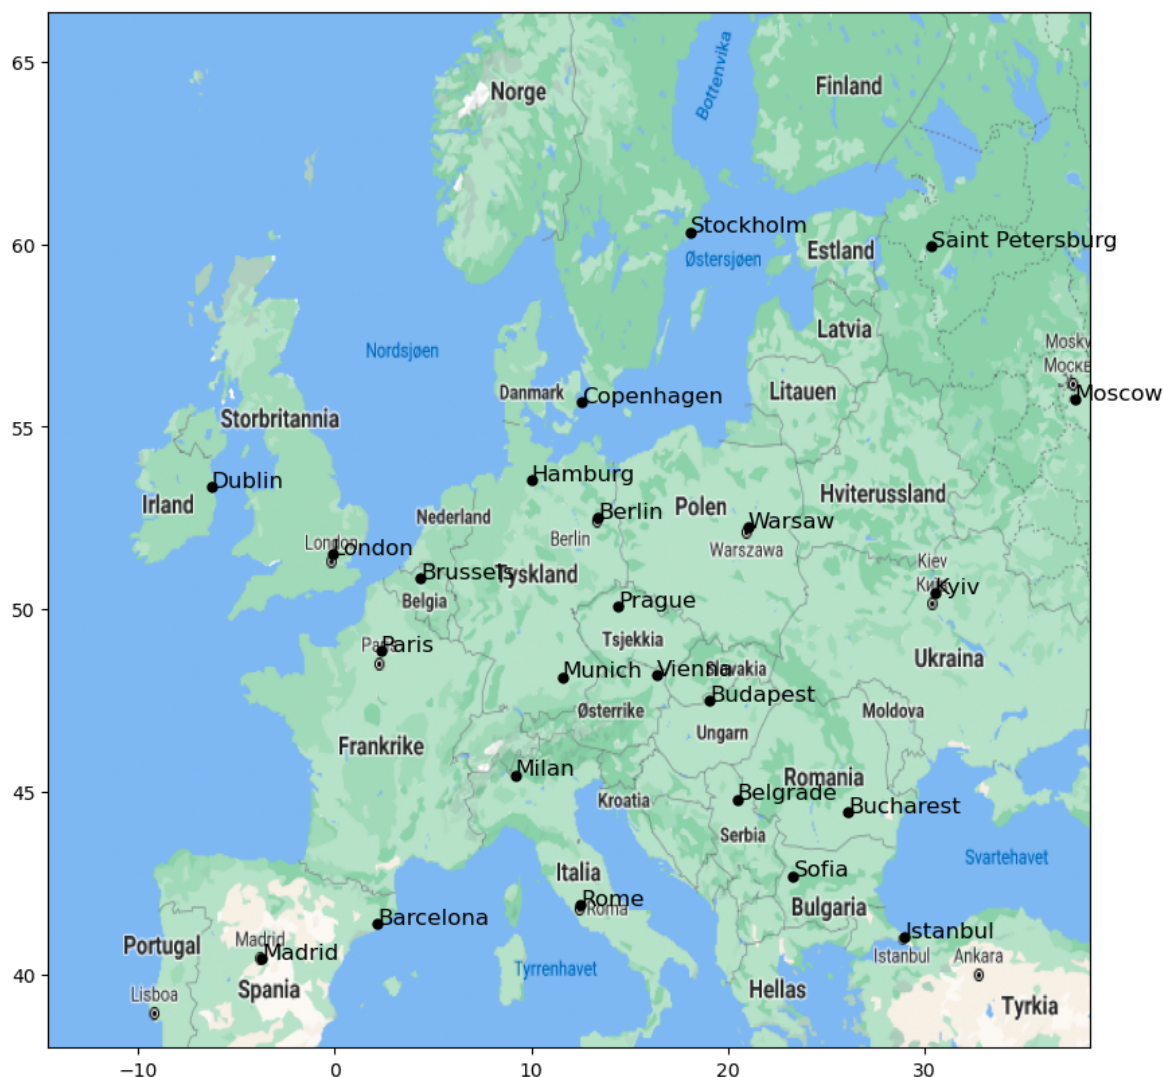 65
60
55
50
45
40
−10
0
10
20
30
Norge
Bottenvika
Finland
Stockholm
Østersjøen
Estland
Saint Petersburg
Latvia
Nordsjøen
Moskv
Москв
Moscow
Danmark
Copenhagen
Litauen
Storbritannia
Dublin
Irland
Hamburg
Nederland
Berlin
Berlin
Polen
Warsaw
Warszawa
Hviterussland
London
London
Brussels
Tyskland
Belgia
Kiev
Київ
Kyiv
Prague
Tsjekkia
Paris
Paris
Munich
Vienna
Slovakia
Ukraina
Budapest
Østerrike
Ungarn
Moldova
Frankrike
Milan
Kroatia
Belgrade
Romania
Bucharest
Serbia
Svartehavet
Italia
Sofia
Rome
Roma
Bulgaria
Barcelona
Istanbul
Istanbul
Ankara
Portugal
Madrid
Madrid
Tyrrenhavet
Lisboa
Spania
Hellas
Tyrkia